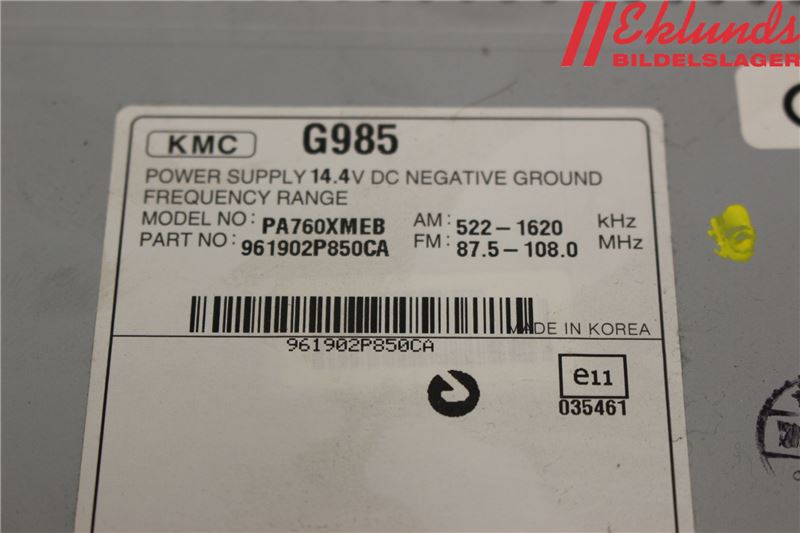 Eklunds
BILDELSLAGER
KMC G985
POWER SUPPLY 14.4V DC NEGATIVE GROUND
FREQUENCY RANGE
MODEL NO: PA760XMEB AM: 522-1620 kHz
PART NO: 961902P850CA FM: 87.5-108.0 MHz
MADE IN KOREA
961902P850CA
e11
035461